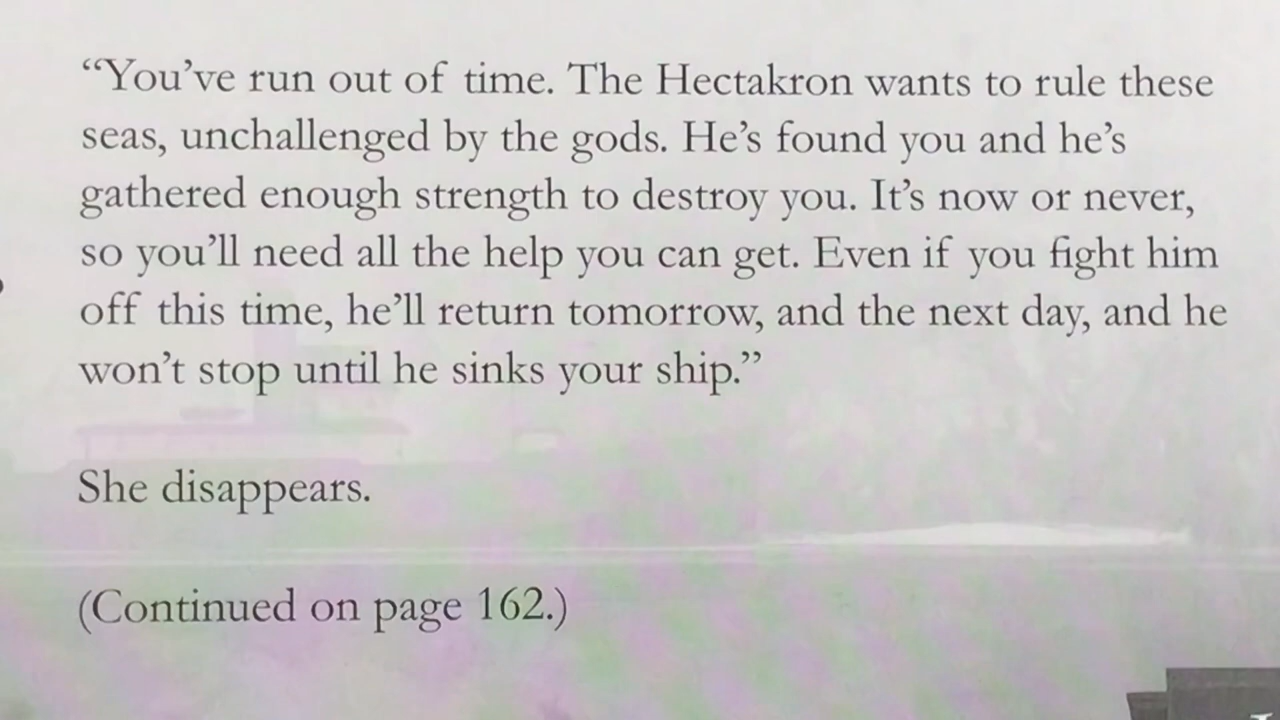 “You’ve run out of time. The Hectakron wants to rule these
seas, unchallenged by the gods. He’s found you and he’s
gathered enough strength to destroy you. It’s now or never,
so you’ll need all the help you can get. Even if you fight him
off this time, he’ll return tomorrow, and the next day, and he
won’t stop until he sinks your ship.”
She disappears.
(Continued on page 162.)